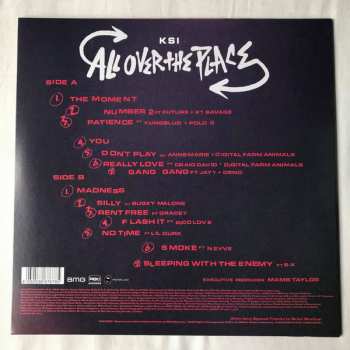 KSI
ALL OVER THE PLACE
SIDE A
1. THE MOMENT
2. NUMBER 2 FT FUTURE + 21 SAVAGE
3. PATIENCE FT YUNGBLUD + POLO G
4. YOU
5. DON'T PLAY FT ANNE-MARIE + DIGITAL FARM ANIMALS
6. REALLY LOVE FT CRAIG DAVID + DIGITAL FARM ANIMALS
7. GANG GANG FT JAY1 + DENO
SIDE B
1. MADNESS
2. SILLY FT BUGZY MALONE
3. RENT FREE FT GRACEY
4. FLASH IT FT RICO LOVE
5. NO TIME FT LIL DURK
6. SMOKE FT NEVVE
7. SLEEPING WITH THE ENEMY FT S-X
EXECUTIVE PRODUCER MAMS TAYLOR
BMG